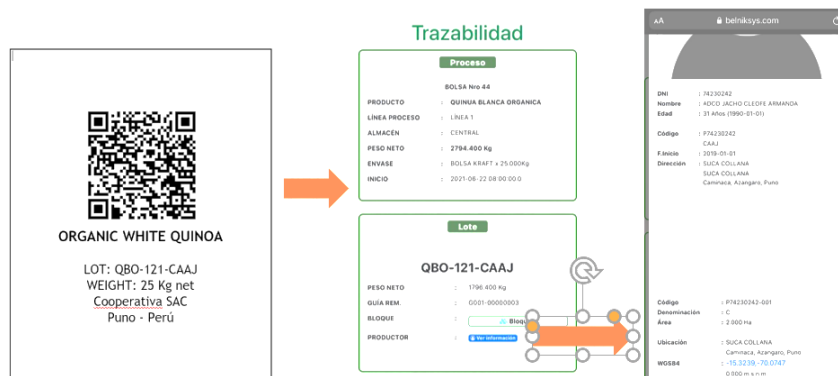 ORGANIC WHITE QUINOA
LOT: QBO-121-CAAJ
WEIGHT: 25 Kg net
Cooperativa SAC
Puno - Perú
Trazabilidad
Proceso
BOLSA Nro 44
PRODUCTO : QUINUA BLANCA ORGANICA
LÍNEA PROCESO : LÍNEA 1
ALMACÉN : CENTRAL
PESO NETO : 2794.400 Kg
ENVASE : BOLSA KRAFT x 25.000Kg
INICIO : 2021-06-22 08:00:00.0
Lote
QBO-121-CAAJ
PESO NETO : 1796.400 Kg
GUÍA REM. : G001-00000003
BLOQUE : Bloqu
PRODUCTOR : Ver Información
AA belniksys.com
DNI : 74230242
Nombre : ADCO JACHO CLEOFE ARMANDA
Edad : 31 Años (1990-01-01)
Código : P74230242
CAAJ
F.Inicio : 2019-01-01
Dirección : SUCA COLLANA
SUCA COLLANA
Caminaca, Azangaro, Puno
Código : P74230242-001
Denominación : C
Área : 2.000 Ha
Ubicación : SUCA COLLANA
Caminaca, Azangaro, Puno
WGS84 : -15.3239,-70.0747
0.000 m s n m